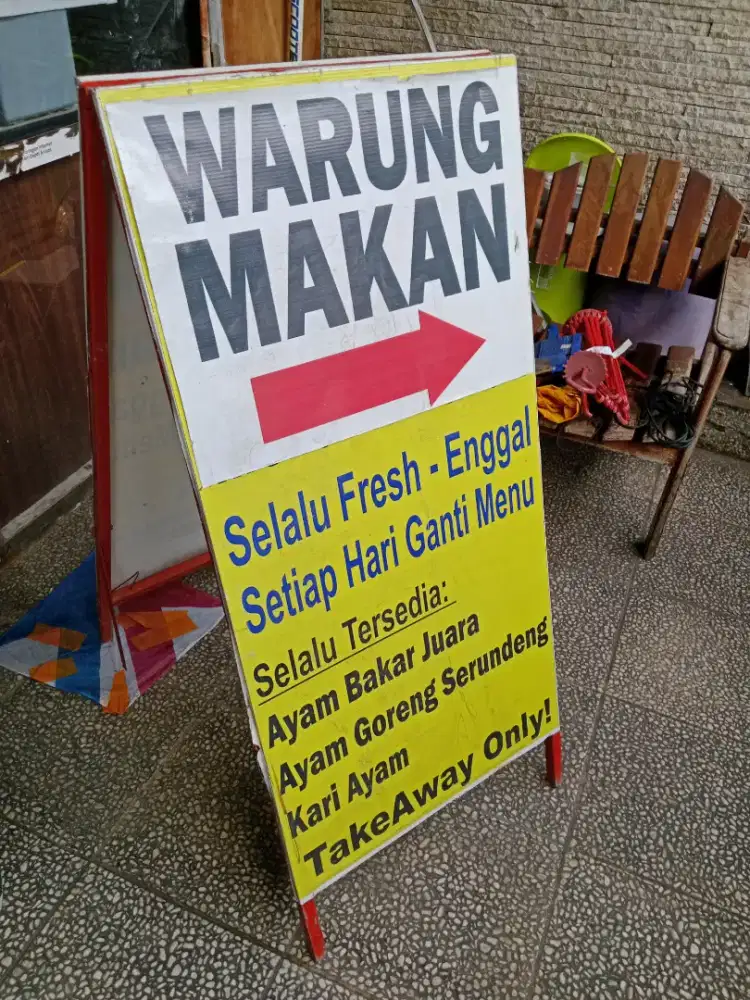 WARUNG
MAKAN
Selalu Fresh - Enggal
Setiap Hari Ganti Menu
Selalu Tersedia:
Ayam Bakar Juara
Ayam Goreng Serundeng
Kari Ayam
TakeAway Only!